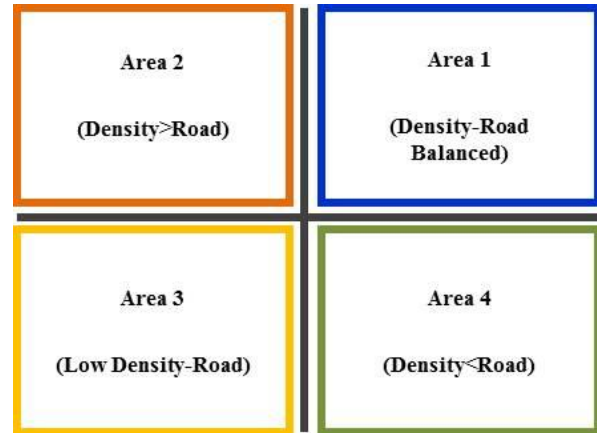 Area 2
(Density>Road)
Area 1
(Density-Road
Balanced)
Area 3
(Low Density-Road)
Area 4
(Density<Road)